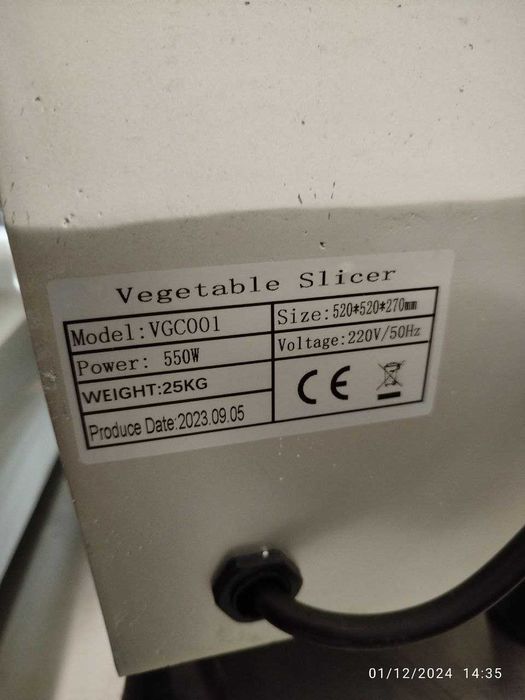 Vegetable Slicer
Model:VGC001
Size:520*520*270mm
Power: 550W
Voltage:220V/50Hz
WEIGHT:25KG
CE
Produce Date:2023.09.05
01/12/2024 14:35